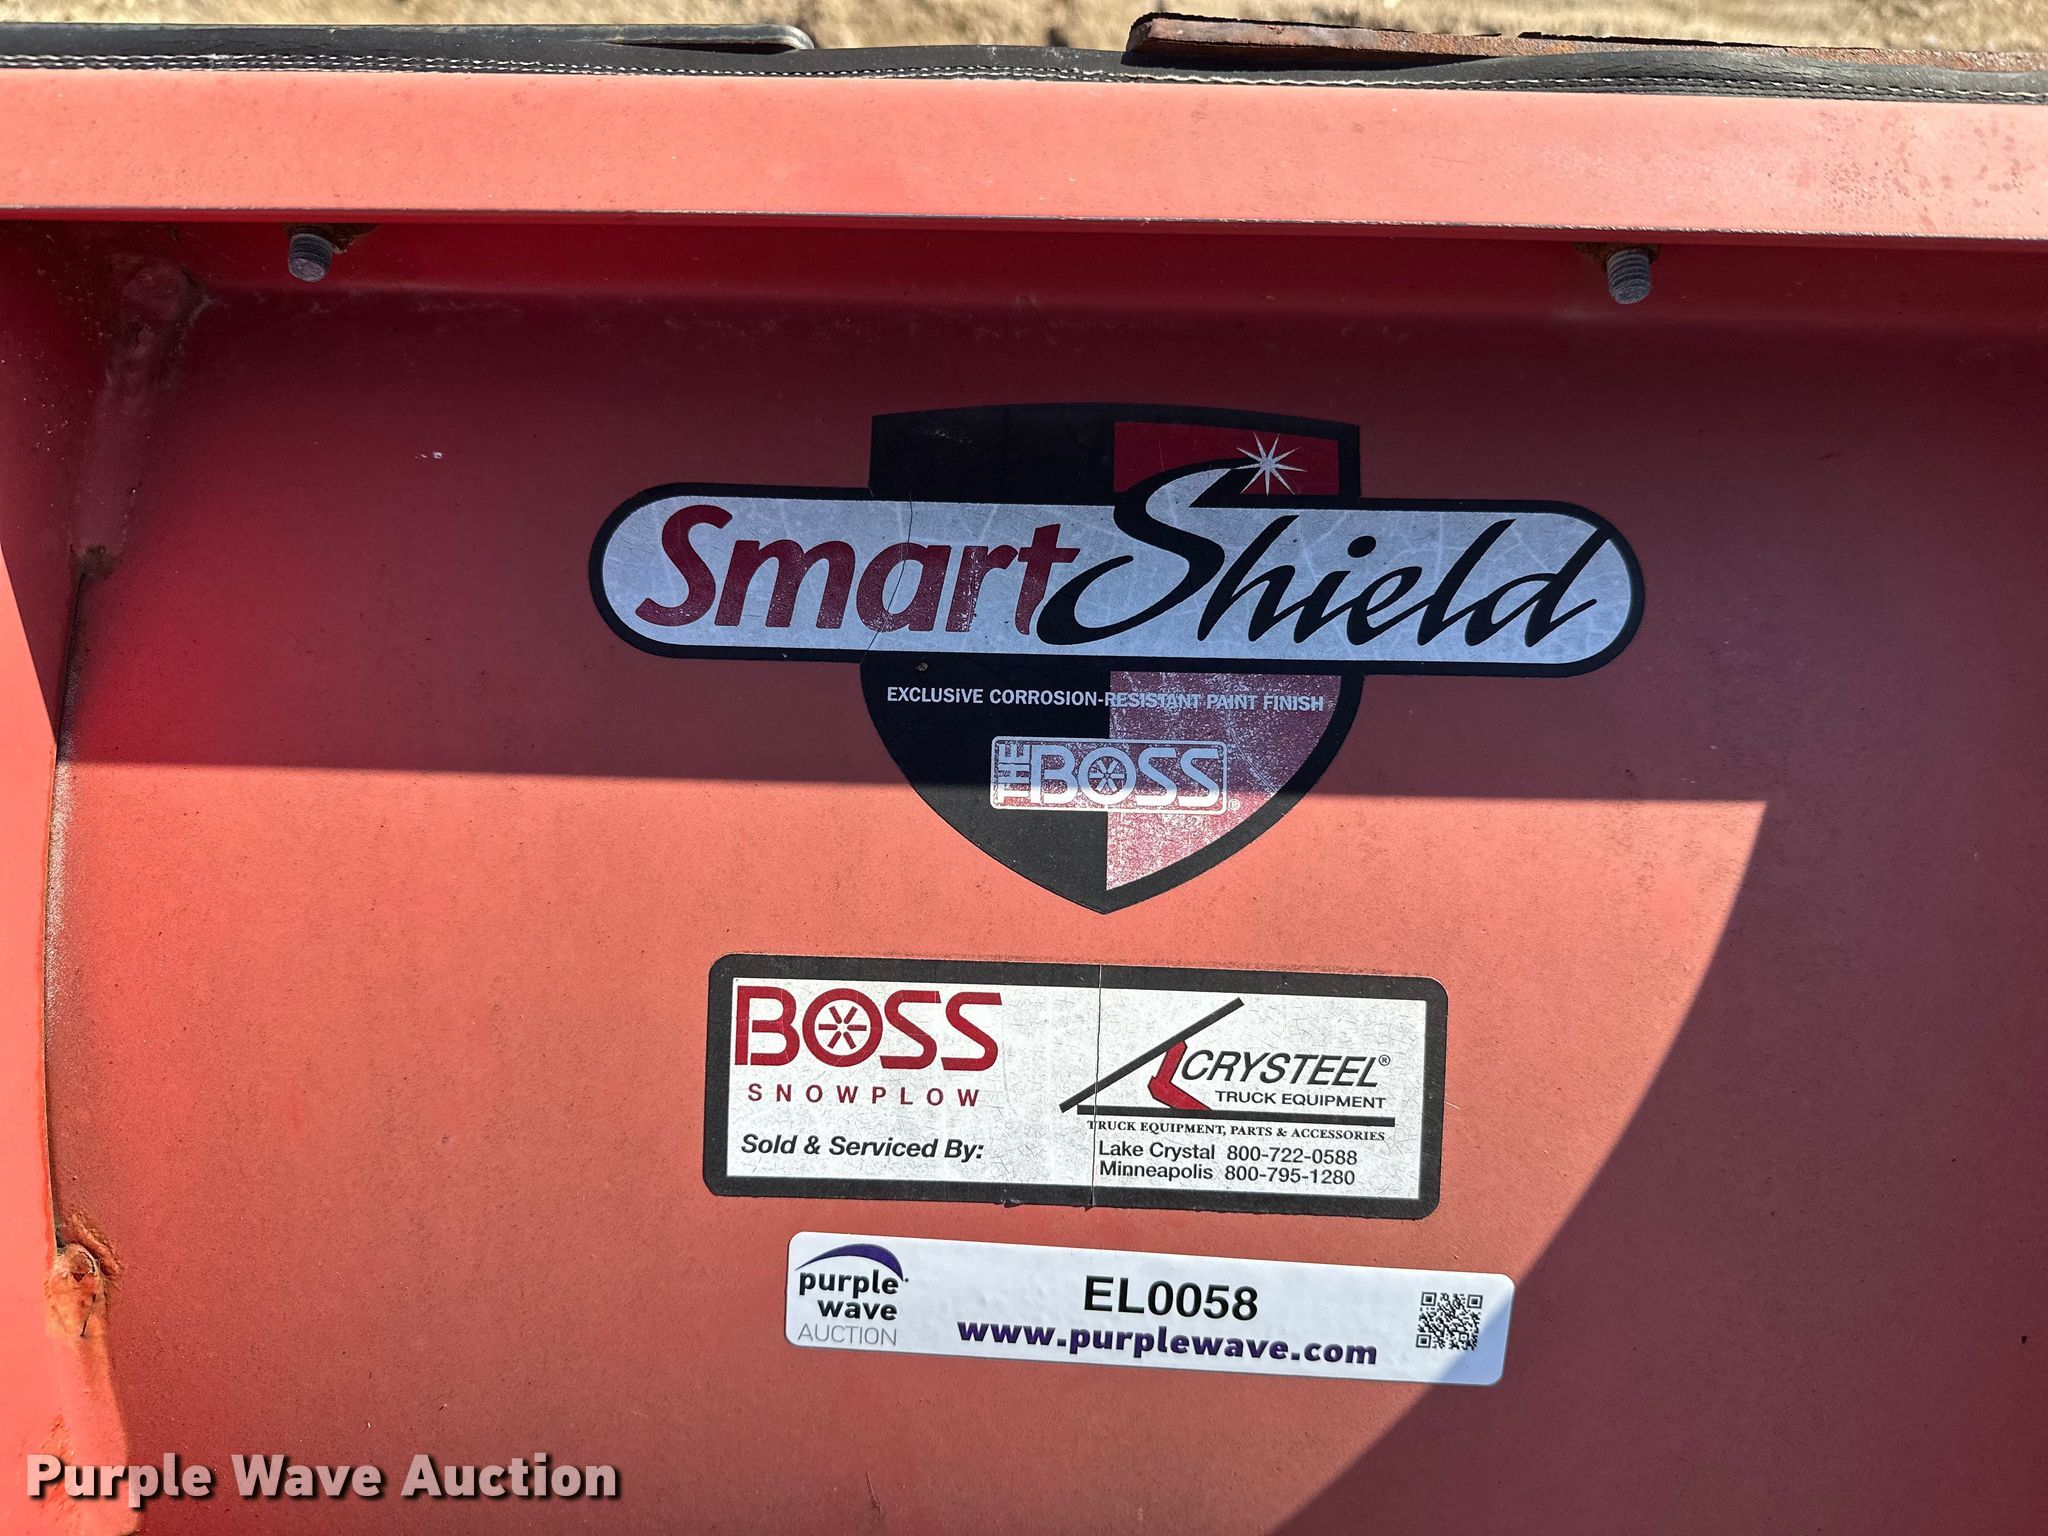 SmartShield
EXCLUSIVE CORROSION-RESISTANT PAINT FINISH
THE BOSS®
BOSS
SNOWPLOW
Sold & Serviced By:
CRYSTEEL®
TRUCK EQUIPMENT
TRUCK EQUIPMENT, PARTS & ACCESSORIES
Lake Crystal 800-722-0588
Minneapolis 800-795-1280
purple
wave
AUCTION
EL0058
www.purplewave.com
Purple Wave Auction